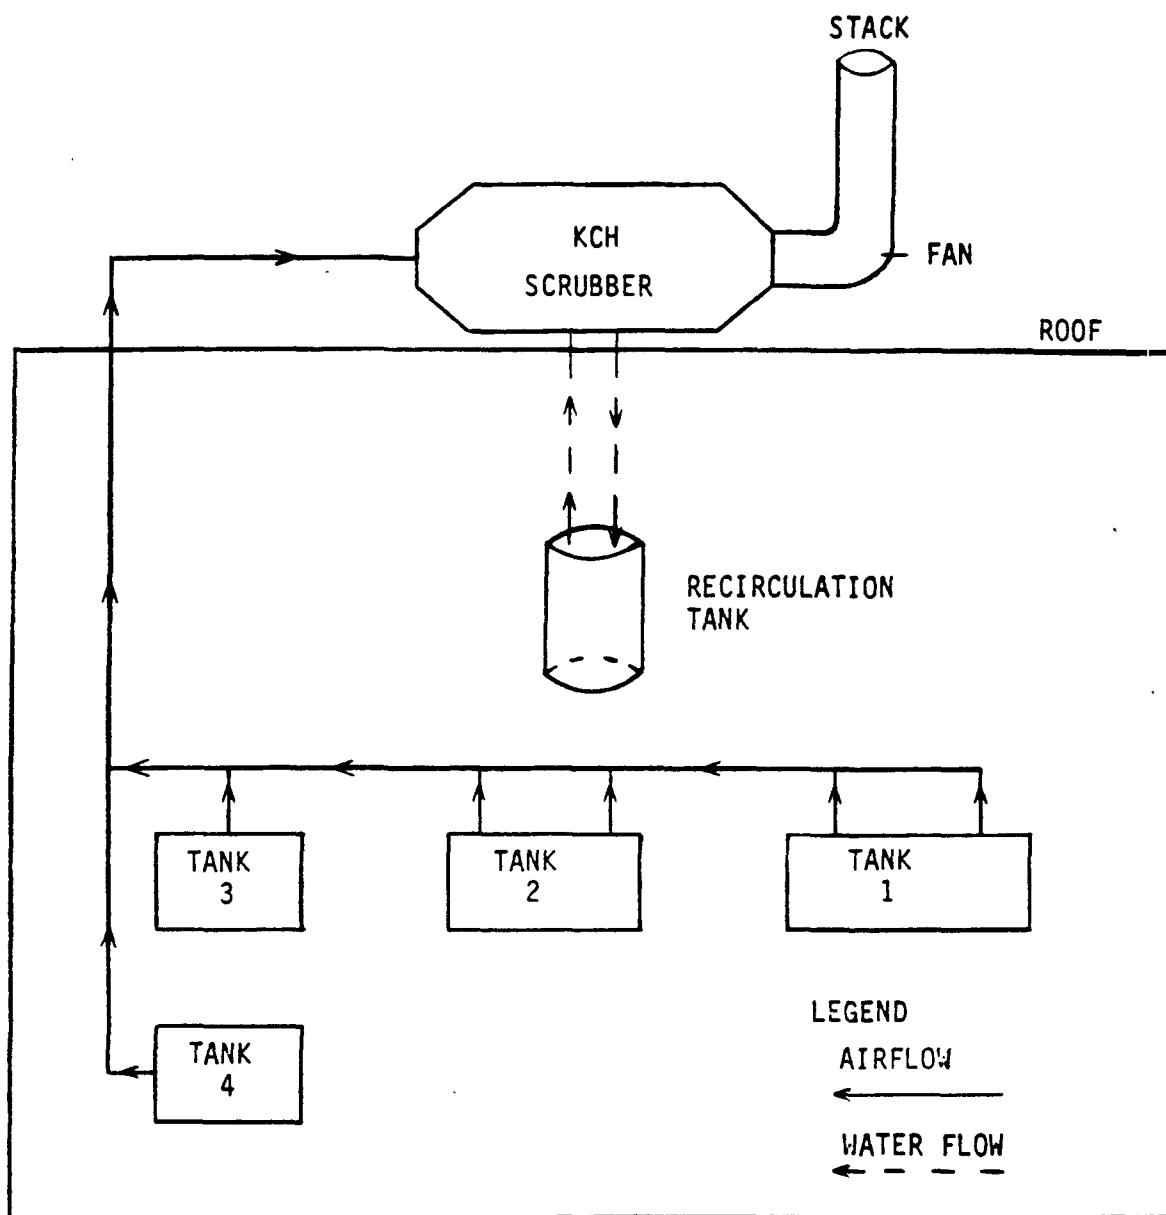 STACK
KCH
SCRUBBER
FAN
ROOF
RECIRCULATION
TANK
TANK
3
TANK
2
TANK
1
TANK
4
LEGEND
AIRFLOW
WATER FLOW